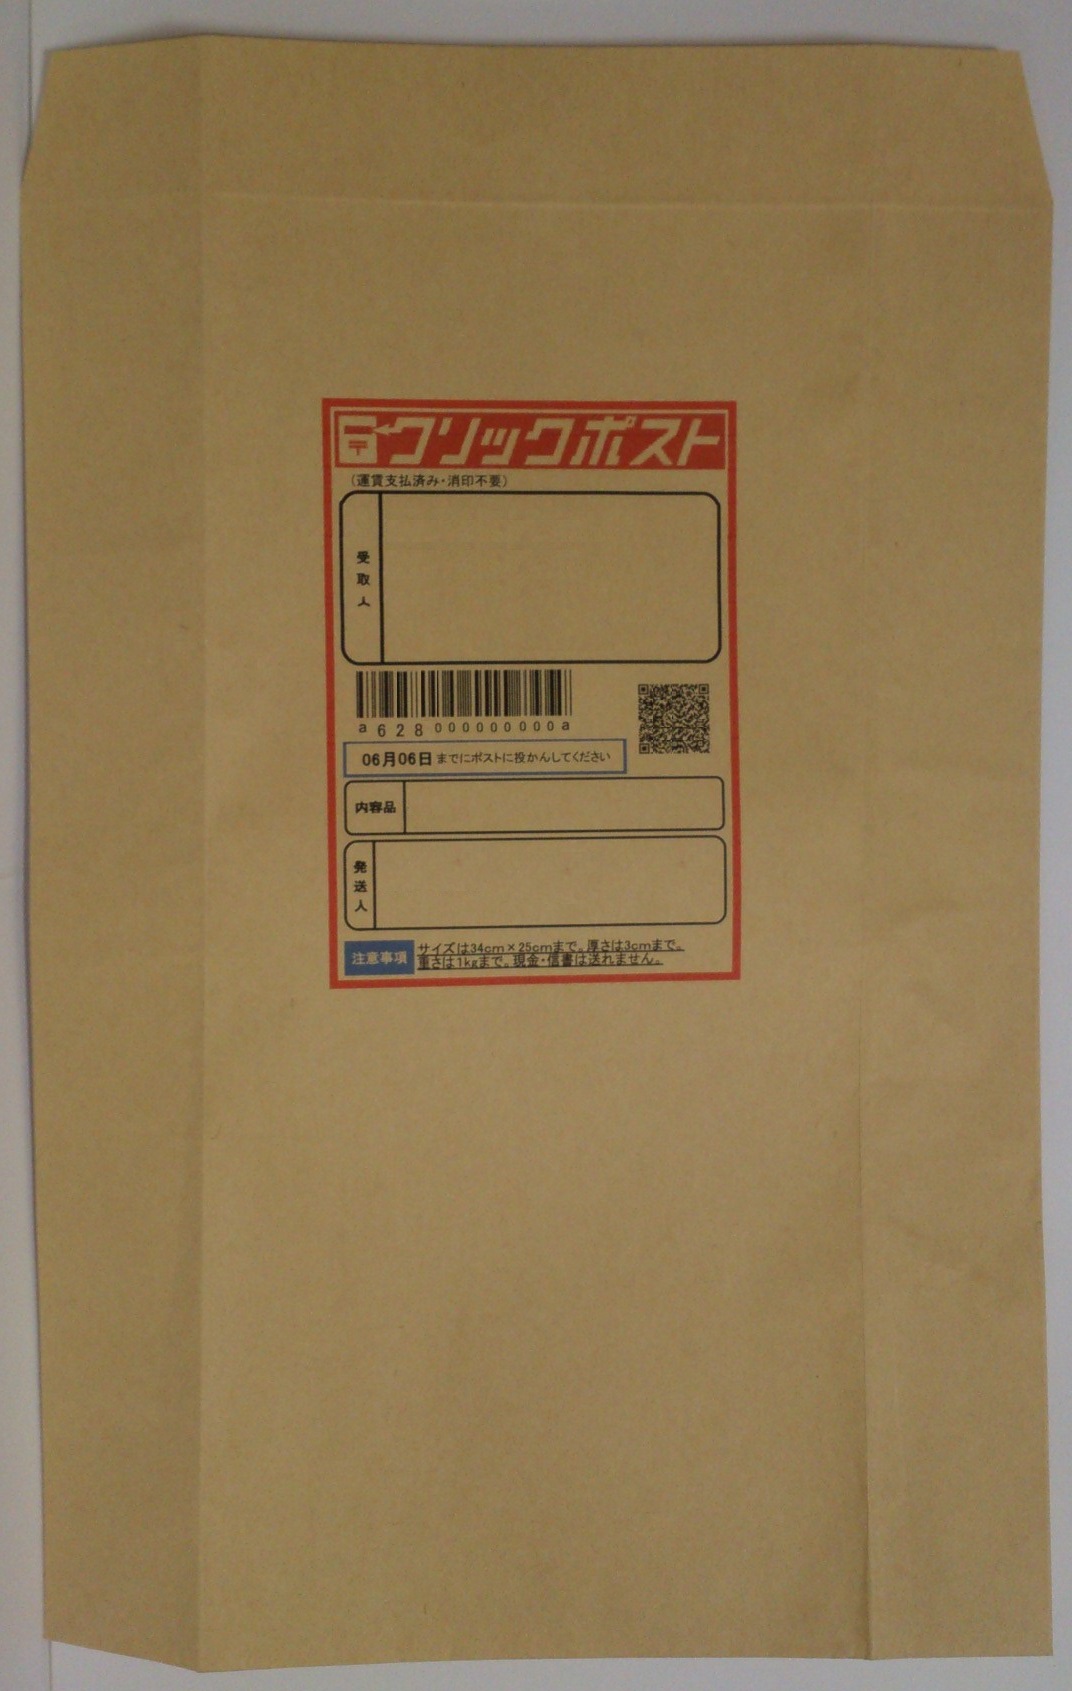 クリックポスト
(運賃支払済み・消印不要)
受取人
a628000000000a
06月06日までにポストに投かんしてください
内容品
発送人
注意事項
サイズは34cm×25cmまで。厚さは3cmまで。
重さは1kgまで。現金・信書は送れません。